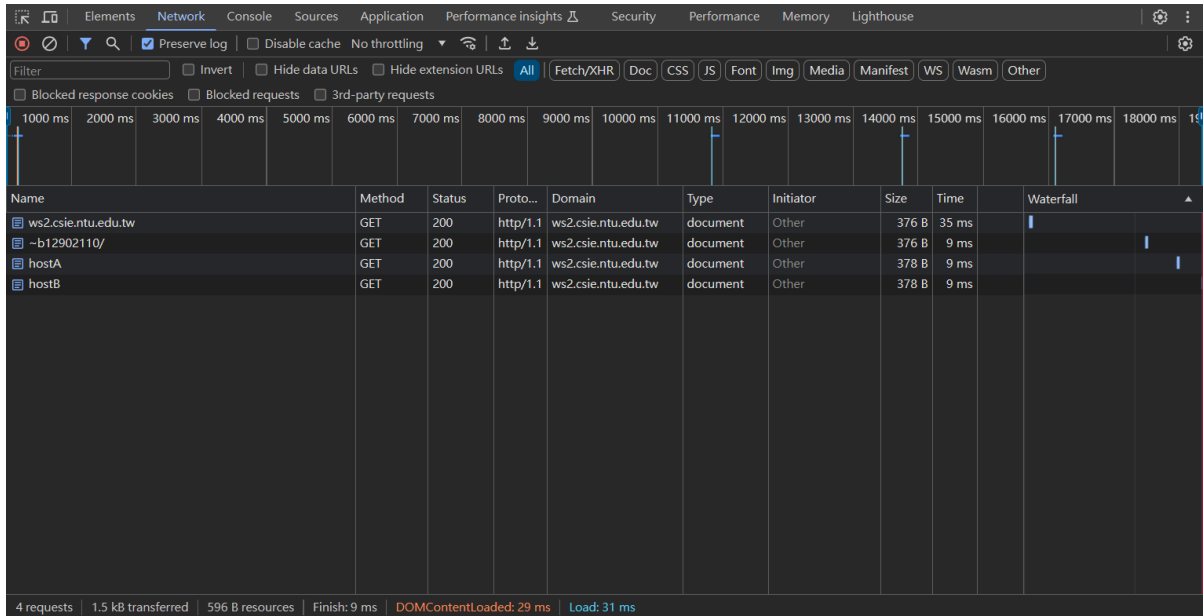 Elements Network Console Sources Application Performance insights Security Performance Memory Lighthouse
Preserve log Disable cache No throttling
Filter Invert Hide data URLs Hide extension URLs All Fetch/XHR Doc CSS JS Font Img Media Manifest WS Wasm Other
Blocked response cookies Blocked requests 3rd-party requests
1000 ms 2000 ms 3000 ms 4000 ms 5000 ms 6000 ms 7000 ms 8000 ms 9000 ms 10000 ms 11000 ms 12000 ms 13000 ms 14000 ms 15000 ms 16000 ms 17000 ms 18000 ms
Name Method Status Proto... Domain Type Initiator Size Time Waterfall
ws2.csie.ntu.edu.tw GET 200 http/1.1 ws2.csie.ntu.edu.tw document Other 376 B 35 ms
~b12902110/ GET 200 http/1.1 ws2.csie.ntu.edu.tw document Other 376 B 9 ms
hostA GET 200 http/1.1 ws2.csie.ntu.edu.tw document Other 378 B 9 ms
hostB GET 200 http/1.1 ws2.csie.ntu.edu.tw document Other 378 B 9 ms
4 requests 1.5 kB transferred 596 B resources Finish: 9 ms DOMContentLoaded: 29 ms Load: 31 ms